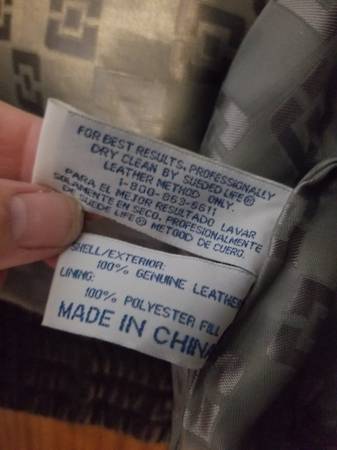 FOR BEST RESULTS, PROFESSIONALLY
DRY CLEAN BY SUEDED LIFE®
LEATHER METHOD ONLY.
1-800-863-5611
PARA EL MEJOR RESULTADO LAVAR
SOLAMENTE EN SECO, PROFESIONALMENTE
DE SUEDE LIFE® METGOD DE CUERO.
SHELL/EXTERIOR:
100% GENUINE LEATHER
LINING:
100% POLYESTER FILL
MADE IN CHINA